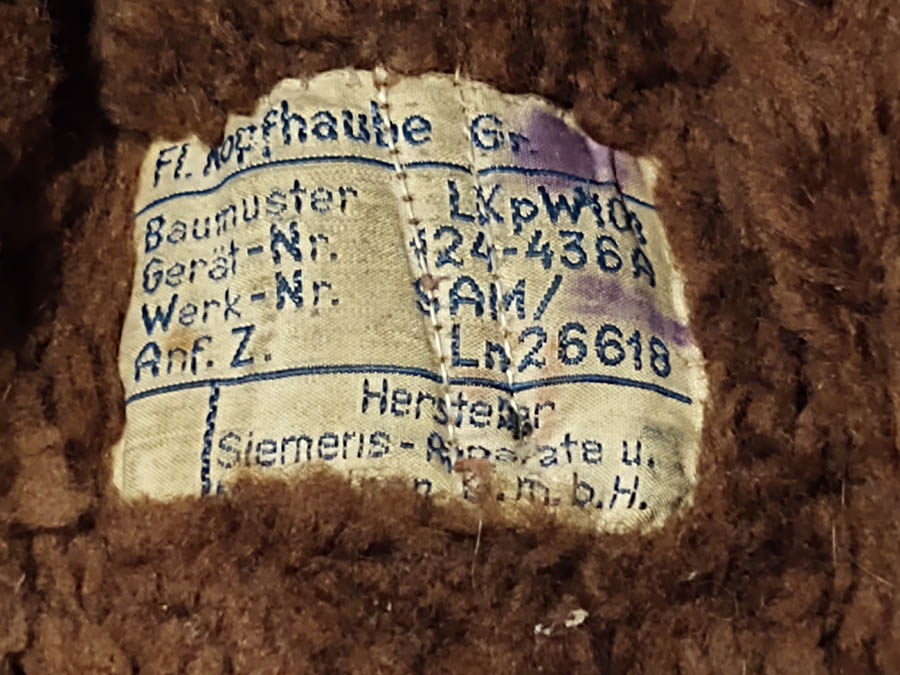 Fl. Kopfhaube Gr.
Baumuster LKpW101
Gerät-Nr. 124-436A
Werk-Nr. SAM/
Anf. Z. Ln26618
Hersteller
Siemens-Apparate u.
G.m.b.H.